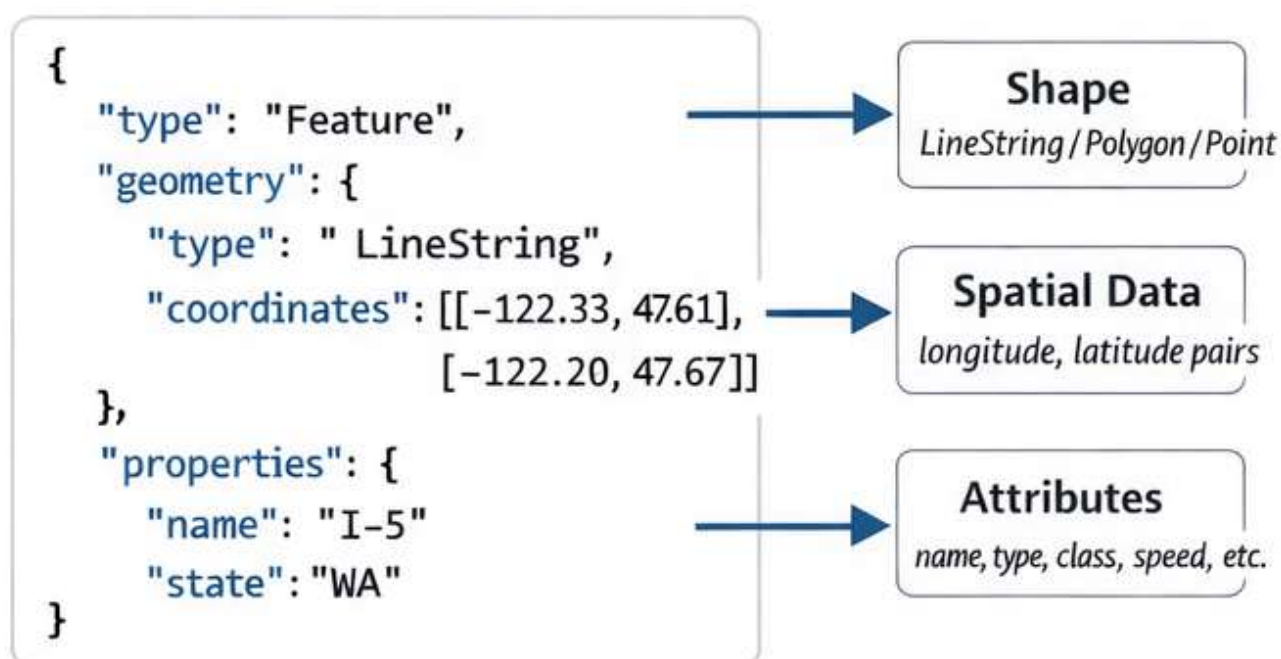 {
"type": "Feature",
"geometry": {
"type": " LineString",
"coordinates": [[-122.33, 47.61],
[-122.20, 47.67]]
},
"properties": {
"name": "I-5"
"state": "WA"
}
Shape
LineString / Polygon / Point
Spatial Data
longitude, latitude pairs
Attributes
name, type, class, speed, etc.